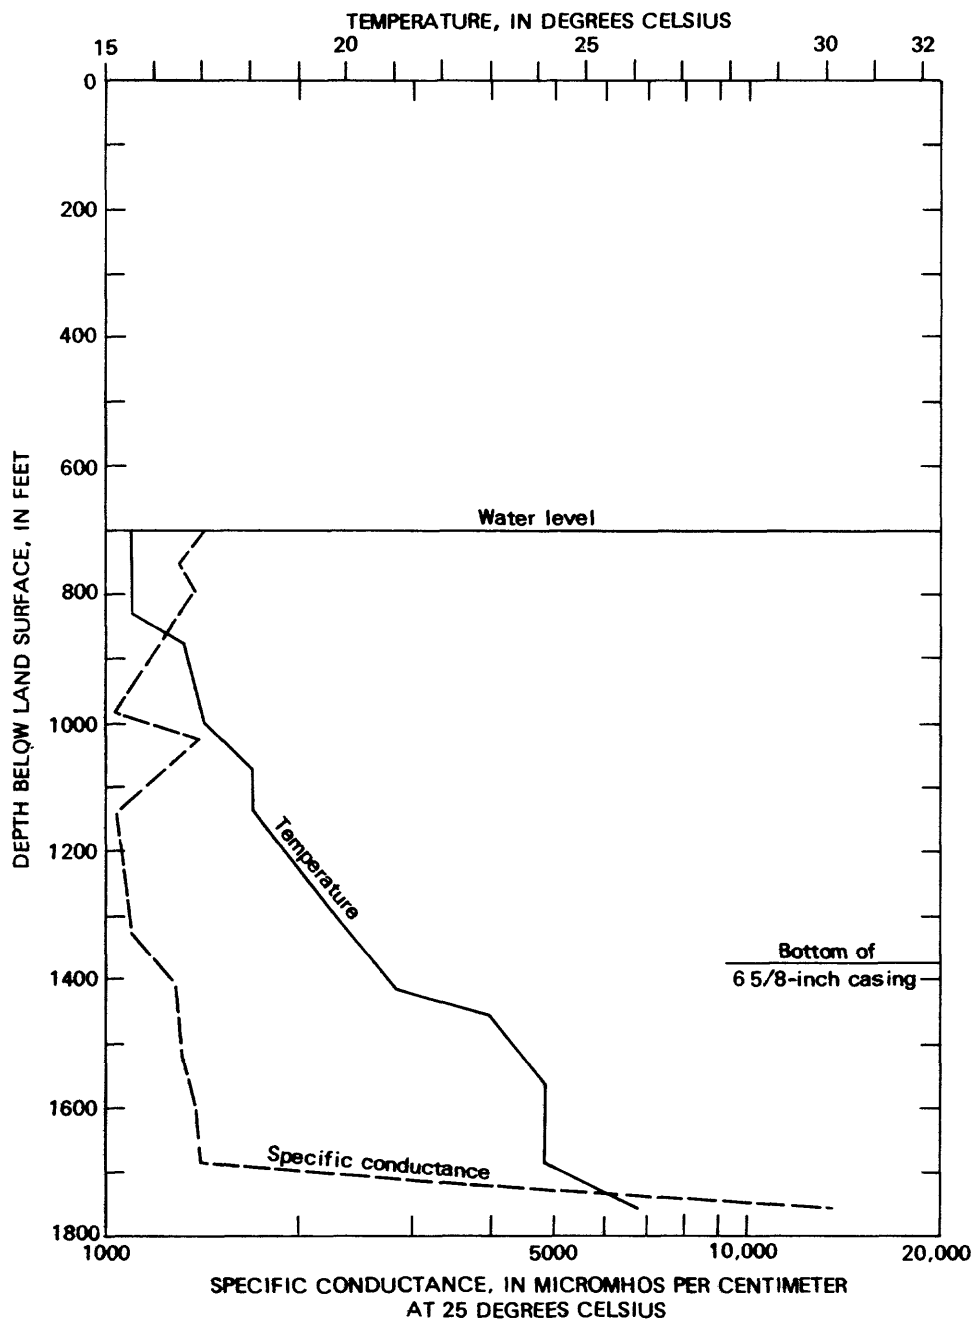 TEMPERATURE, IN DEGREES CELSIUS
15 20 25 30 32
0
200
400
600
Water level
800
1000
Temperature
1200
Bottom of
6 5/8-inch casing
1400
1600
Specific conductance
1800
1000 5000 10,000 20,000
SPECIFIC CONDUCTANCE, IN MICROMHOS PER CENTIMETER
AT 25 DEGREES CELSIUS
DEPTH BELOW LAND SURFACE, IN FEET